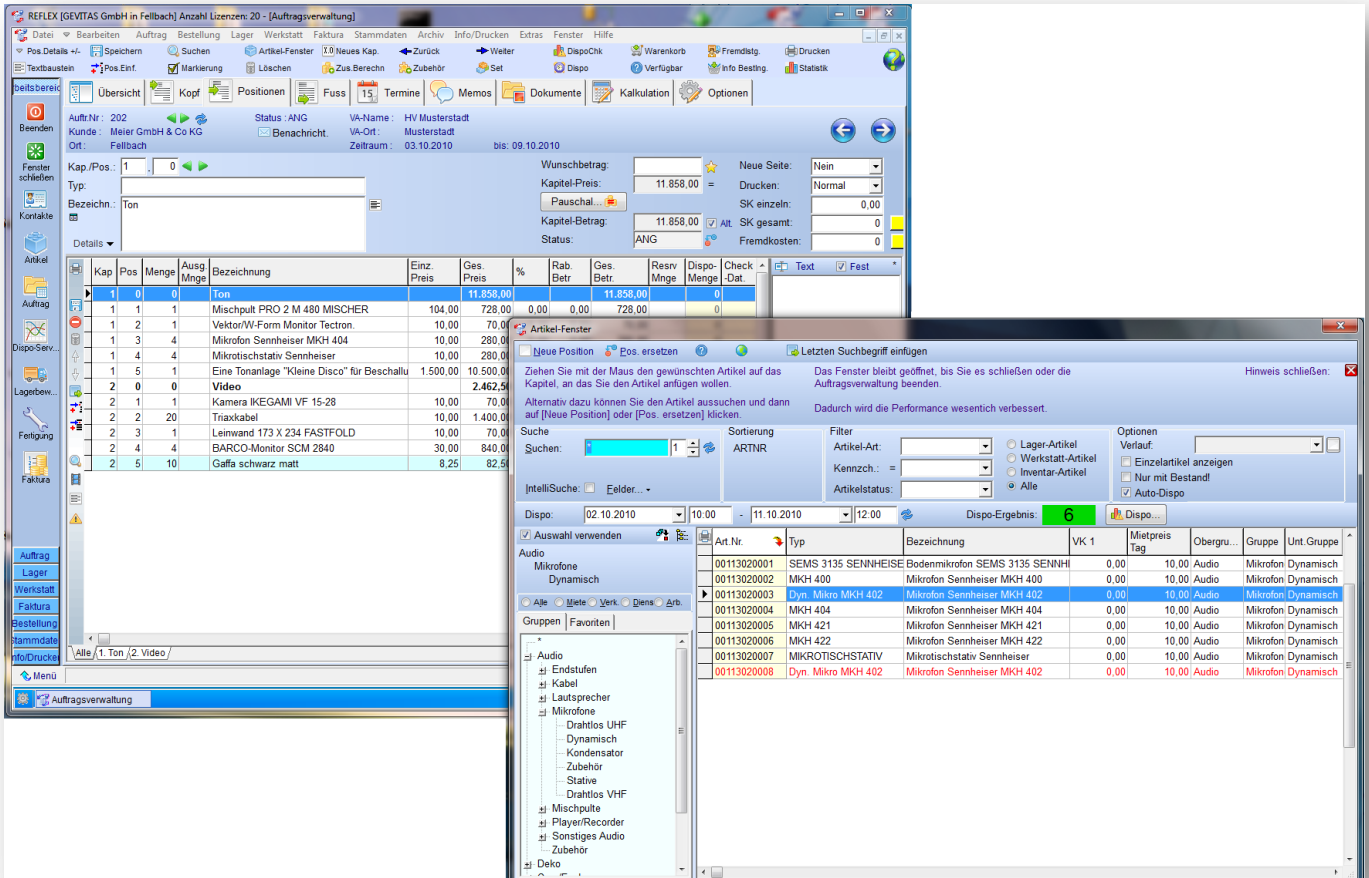 REFLEX [GEVITAS GmbH in Fellbach] Anzahl Lizenzen: 20 - [Auftragsverwaltung]
Datei Bearbeiten Auftrag Bestellung Lager Werkstatt Faktura Stammdaten Archiv Info/Drucken Extras Fenster Hilfe
Pos.Details +/- Speichern Suchen Artikel-Fenster Neues Kap. Zurück Weiter DispoChk Warenkorb Fremdlstg. Drucken
Textbaustein Pos.Einf. Markierung Löschen Zus.Berechn Zubehör Set Dispo Verfügbar Info Bestlng. Statistik
beitsbereic
Übersicht Kopf Positionen Fuss 15 Termine Memos Dokumente Kalkulation Optionen
Beenden
Fenster schließen
Kontakte
Artikel
Auftrag
Dispo-Serv...
Lagerbew...
Fertigung
Faktura
Auftrag
Lager
Werkstatt
Faktura
Bestellung
Stammdate
nfo/Drucke
Menü
Auftr.Nr : 202 Status : ANG VA-Name : HV Musterstadt
Kunde : Meier GmbH & Co KG Benachricht. VA-Ort : Musterstadt
Ort: Fellbach Zeitraum : 03.10.2010 bis: 09.10.2010
Kap./Pos.: 1 . 0 Wunschbetrag: Neue Seite: Nein
Typ: Kapitel-Preis: 11.858,00 = Drucken: Normal
Bezeichn.: Ton Pauschal... SK einzeln: 0,00
Kapitel-Betrag: 11.858,00 Alt. SK gesamt: 0
Details Status: ANG Fremdkosten: 0
Kap Pos Menge Ausg. Mnge Bezeichnung Einz. Preis Ges. Preis % Rab. Betr Ges. Betr. Resrv Mnge Dispo-Menge Check -Dat. Text Fest *
1 0 0 Ton 11.858,00 11.858,00 0
1 1 1 Mischpult PRO 2 M 480 MISCHER 104,00 728,00 0,00 0,00 728,00 0
1 2 1 Vektor/W-Form Monitor Tectron. 10,00 70,00
1 3 4 Mikrofon Sennheiser MKH 404 10,00 280,00
1 4 4 Mikrotischstativ Sennheiser 10,00 280,00
1 5 1 Eine Tonanlage "Kleine Disco" für Beschallu 1.500,00 10.500,00
2 0 0 Video 2.462,50
2 1 1 Kamera IKEGAMI VF 15-28 10,00 70,00
2 2 20 Triaxkabel 10,00 1.400,00
2 3 1 Leinwand 173 X 234 FASTFOLD 10,00 70,00
2 4 4 BARCO-Monitor SCM 2840 30,00 840,00
2 5 10 Gaffa schwarz matt 8,25 82,50
Alle 1. Ton 2. Video
Auftragsverwaltung
Artikel-Fenster
Neue Position Pos. ersetzen Letzten Suchbegriff einfügen
Ziehen Sie mit der Maus den gewünschten Artikel auf das Kapitel, an das Sie den Artikel anfügen wollen.
Alternativ dazu können Sie den Artikel aussuchen und dann auf [Neue Position] oder [Pos. ersetzen] klicken.
Das Fenster bleibt geöffnet, bis Sie es schließen oder die Auftragsverwaltung beenden.
Dadurch wird die Performance wesentlich verbessert.
Hinweis schließen:
Suche Sortierung Filter Optionen
Suchen: * 1 ARTNR Artikel-Art: Lager-Artikel Verlauf:
Werkstatt-Artikel Einzelartikel anzeigen
Kennzch.: = Inventar-Artikel Nur mit Bestand!
IntelliSuche: Felder... Artikelstatus: Alle Auto-Dispo
Dispo: 02.10.2010 10:00 - 11.10.2010 12:00 Dispo-Ergebnis: 6 Dispo...
Auswahl verwenden
Audio
Mikrofone
Dynamisch
Alle Miete Verk. Diens Arb.
Gruppen Favoriten
*
Audio
Endstufen
Kabel
Lautsprecher
Mikrofone
Drahtlos UHF
Dynamisch
Kondensator
Zubehör
Stative
Drahtlos VHF
Mischpulte
Player/Recorder
Sonstiges Audio
Zubehör
Deko
Art.Nr. Typ Bezeichnung VK 1 Mietpreis Tag Obergru... Gruppe Unt.Gruppe
00113020001 SEMS 3135 SENNHEISE Bodenmikrofon SEMS 3135 SENNHI 0,00 10,00 Audio Mikrofon Dynamisch
00113020002 MKH 400 Mikrofon Sennheiser MKH 400 0,00 10,00 Audio Mikrofon Dynamisch
00113020003 Dyn. Mikro MKH 402 Mikrofon Sennheiser MKH 402 0,00 10,00 Audio Mikrofon Dynamisch
00113020004 MKH 404 Mikrofon Sennheiser MKH 404 0,00 10,00 Audio Mikrofon Dynamisch
00113020005 MKH 421 Mikrofon Sennheiser MKH 421 0,00 10,00 Audio Mikrofon Dynamisch
00113020006 MKH 422 Mikrofon Sennheiser MKH 422 0,00 10,00 Audio Mikrofon Dynamisch
00113020007 MIKROTISCHSTATIV Mikrotischstativ Sennheiser 0,00 10,00 Audio Mikrofon Dynamisch
00113020008 Dyn. Mikro MKH 402 Mikrofon Sennheiser MKH 402 0,00 10,00 Audio Mikrofon Dynamisch